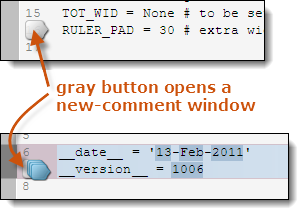 15 TOT_WID = None # to be se
RULER_PAD = 30 # extra wi
1
gray button opens a
new-comment window
5
6 __date__ = '13-Feb-2011'
__version__ = 1006
8